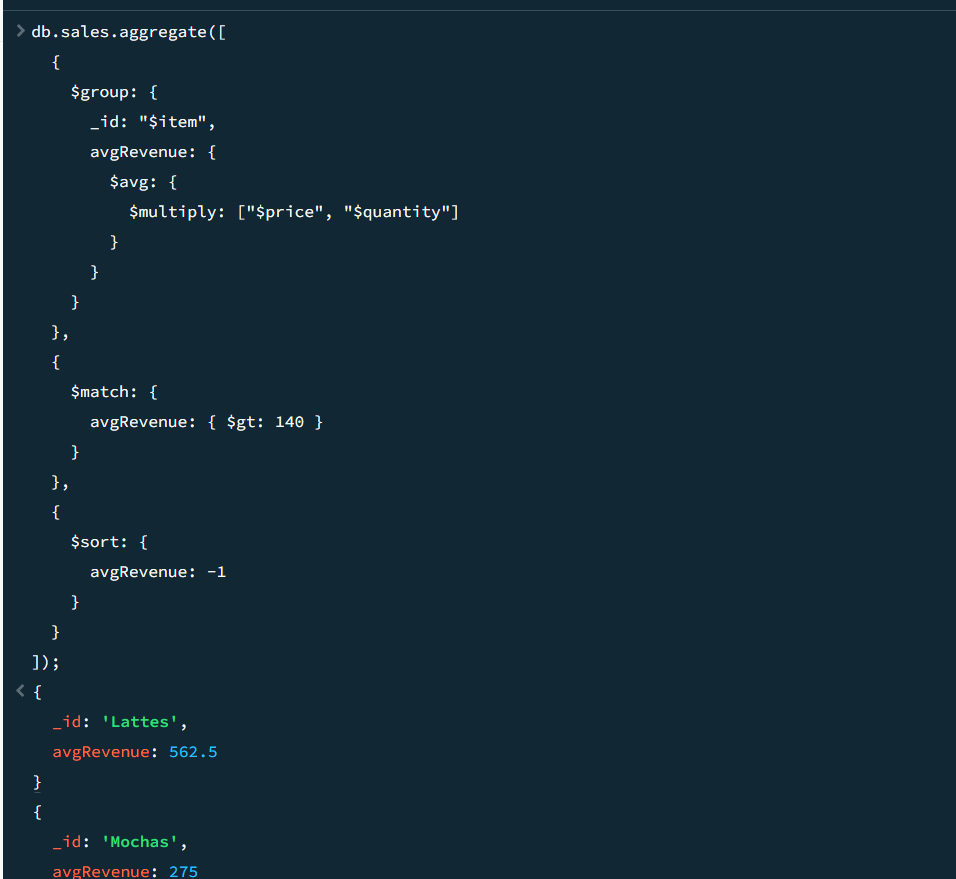 > db.sales.aggregate([
{
$group: {
_id: "$item",
avgRevenue: {
$avg: {
$multiply: ["$price", "$quantity"]
}
}
}
},
{
$match: {
avgRevenue: { $gt: 140 }
}
},
{
$sort: {
avgRevenue: -1
}
}
]);
< {
_id: 'Lattes',
avgRevenue: 562.5
}
{
_id: 'Mochas',
avgRevenue: 275